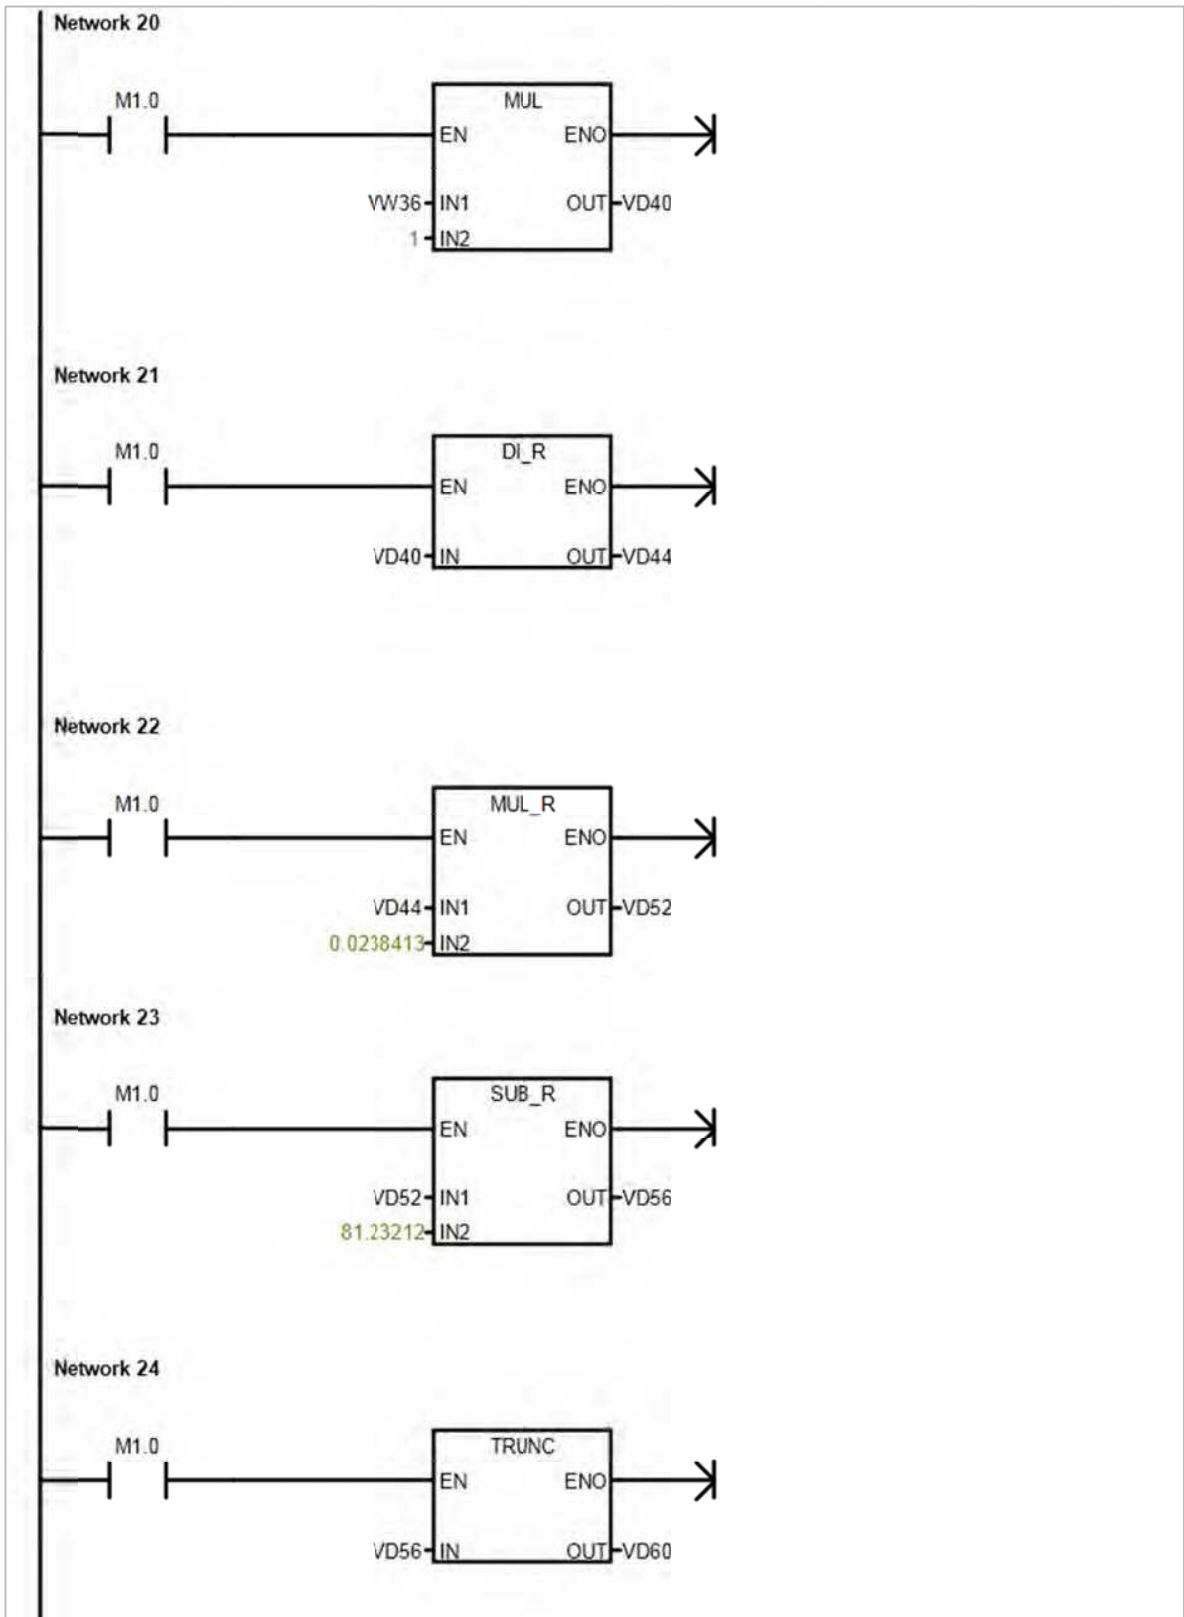 Network 20
M1.0
MUL
EN ENO
VW36 IN1 OUT VD40
1 IN2
Network 21
M1.0
DI_R
EN ENO
VD40 IN OUT VD44
Network 22
M1.0
MUL_R
EN ENO
VD44 IN1 OUT VD52
0.0238413 IN2
Network 23
M1.0
SUB_R
EN ENO
VD52 IN1 OUT VD56
81.23212 IN2
Network 24
M1.0
TRUNC
EN ENO
VD56 IN OUT VD60